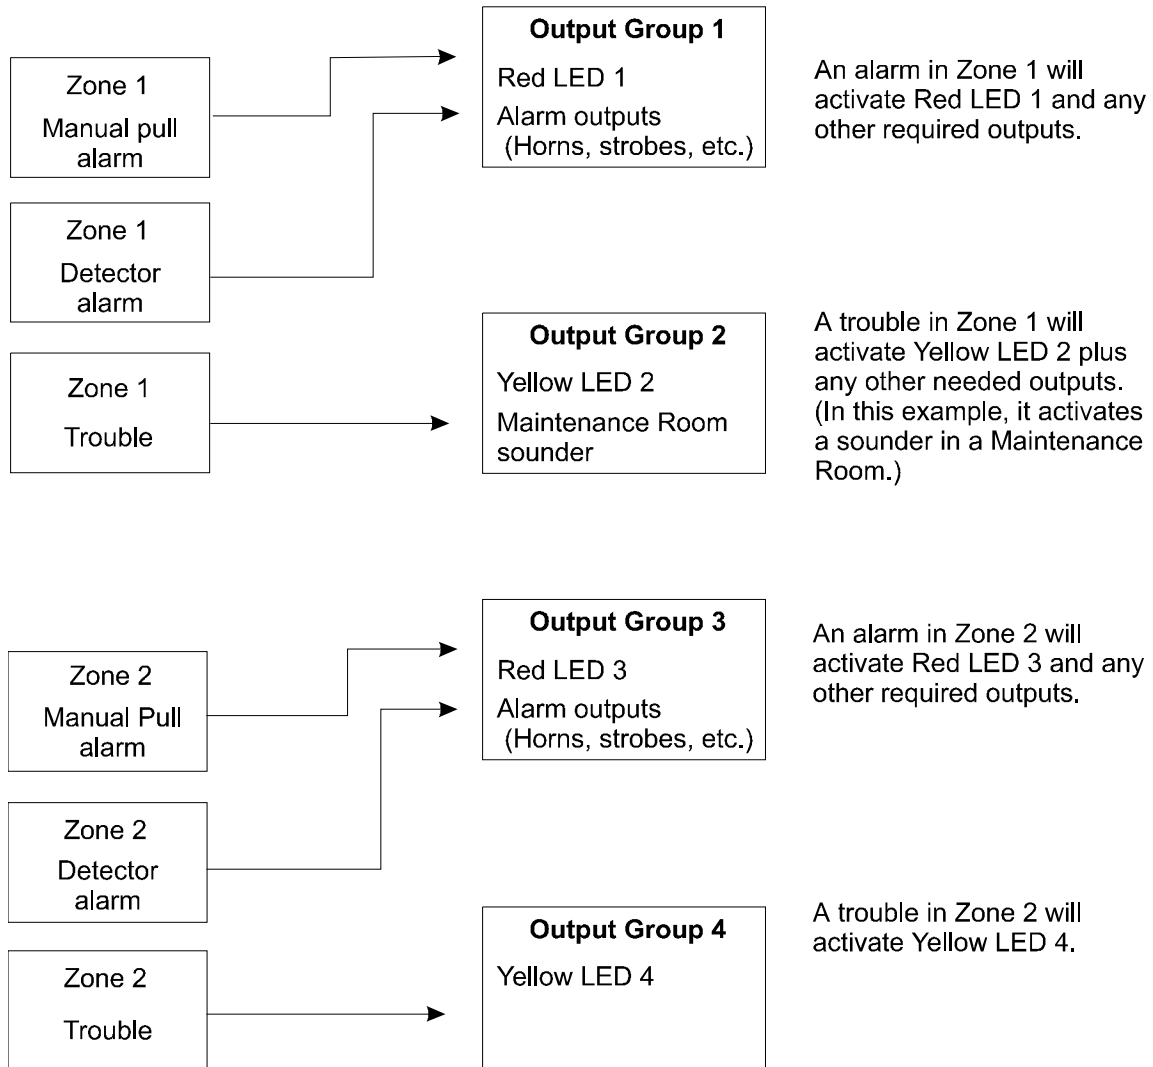 Zone 1
Manual pull
alarm
Output Group 1
Red LED 1
Alarm outputs
(Horns, strobes, etc.)
An alarm in Zone 1 will
activate Red LED 1 and any
other required outputs.
Zone 1
Detector
alarm
Zone 1
Trouble
Output Group 2
Yellow LED 2
Maintenance Room
sounder
A trouble in Zone 1 will
activate Yellow LED 2 plus
any other needed outputs.
(In this example, it activates
a sounder in a Maintenance
Room.)
Zone 2
Manual Pull
alarm
Output Group 3
Red LED 3
Alarm outputs
(Horns, strobes, etc.)
An alarm in Zone 2 will
activate Red LED 3 and any
other required outputs.
Zone 2
Detector
alarm
Zone 2
Trouble
Output Group 4
Yellow LED 4
A trouble in Zone 2 will
activate Yellow LED 4.